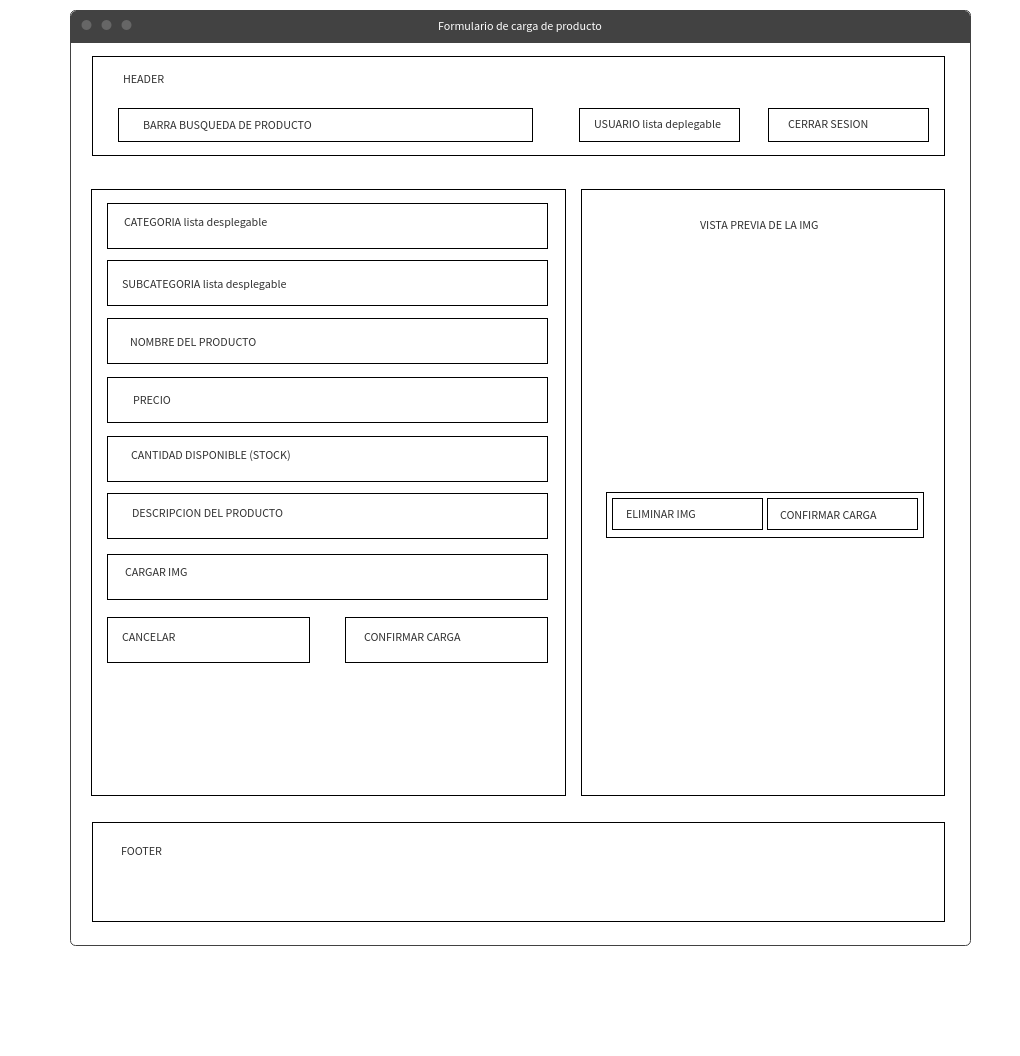 Formulario de carga de producto
HEADER
BARRA BUSQUEDA DE PRODUCTO
USUARIO lista deplegable
CERRAR SESION
CATEGORIA lista desplegable
SUBCATEGORIA lista desplegable
NOMBRE DEL PRODUCTO
PRECIO
CANTIDAD DISPONIBLE (STOCK)
DESCRIPCION DEL PRODUCTO
CARGAR IMG
CANCELAR
CONFIRMAR CARGA
VISTA PREVIA DE LA IMG
ELIMINAR IMG
CONFIRMAR CARGA
FOOTER